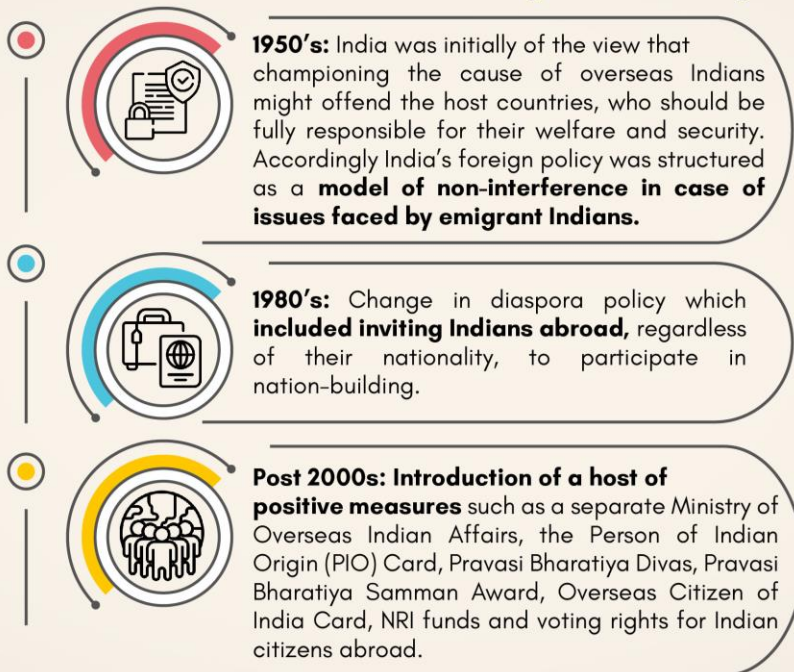 1950's: India was initially of the view that
championing the cause of overseas Indians
might offend the host countries, who should be
fully responsible for their welfare and security.
Accordingly India's foreign policy was structured
as a model of non-interference in case of
issues faced by emigrant Indians.
1980's: Change in diaspora policy which
included inviting Indians abroad, regardless
of their nationality, to participate in
nation-building.
Post 2000s: Introduction of a host of
positive measures such as a separate Ministry of
Overseas Indian Affairs, the Person of Indian
Origin (PIO) Card, Pravasi Bharatiya Divas, Pravasi
Bharatiya Samman Award, Overseas Citizen of
India Card, NRI funds and voting rights for Indian
citizens abroad.